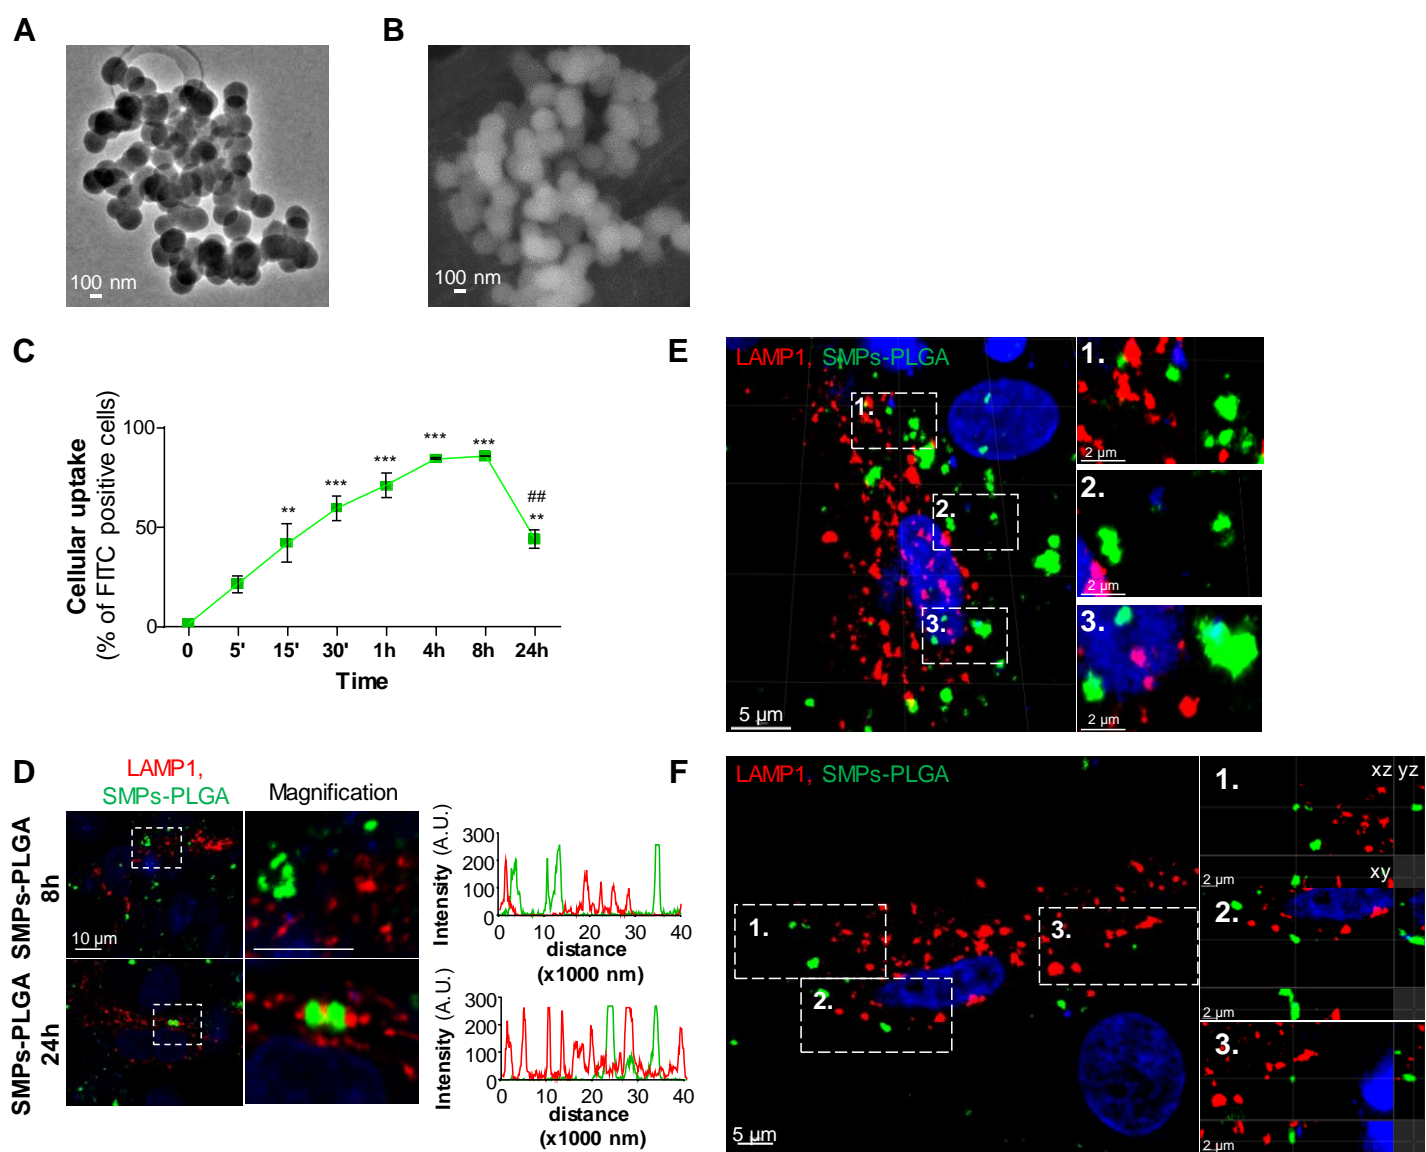 A
B
100 nm
100 nm
C
Cellular uptake
(% of FITC positive cells)
100
50
0
**
***
***
***
***
##
**
0 5' 15' 30' 1h 4h 8h 24h
Time
E
LAMP1, SMPs-PLGA
1.
2.
3.
5 µm
1.
2 µm
2.
2 µm
3.
2 µm
D
LAMP1,
SMPs-PLGA
Magnification
SMPs-PLGA
8h
10 µm
Intensity (A.U.)
300
200
100
0
0 10 20 30 40
distance
(x1000 nm)
SMPs-PLGA
24h
Intensity (A.U.)
300
200
100
0
0 10 20 30 40
distance
(x1000 nm)
F
LAMP1, SMPs-PLGA
1.
2.
3.
5 µm
1.
xz yz
2 µm
xy
2.
2 µm
3.
2 µm